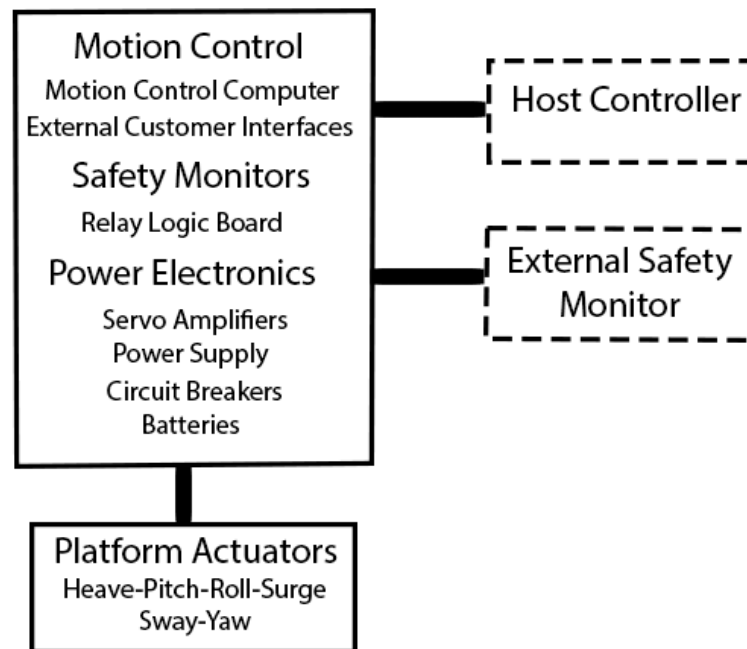 Motion Control
Motion Control Computer
External Customer Interfaces
Safety Monitors
Relay Logic Board
Power Electronics
Servo Amplifiers
Power Supply
Circuit Breakers
Batteries
Host Controller
External Safety
Monitor
Platform Actuators
Heave-Pitch-Roll-Surge
Sway-Yaw